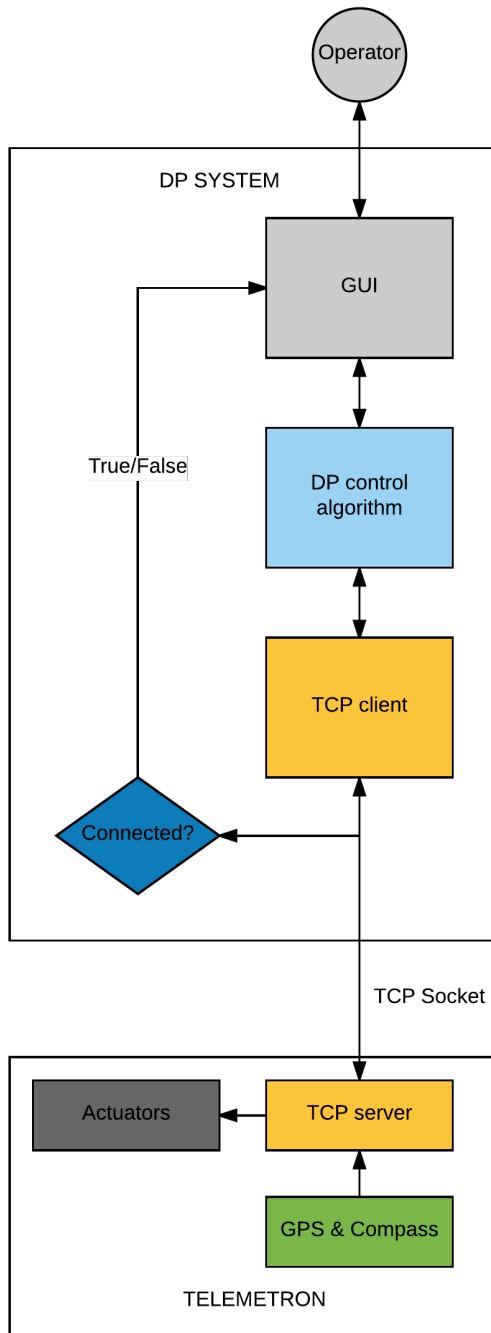 Operator
DP SYSTEM
GUI
True/False
DP control
algorithm
TCP client
Connected?
TCP Socket
Actuators
TCP server
GPS & Compass
TELEMETRON